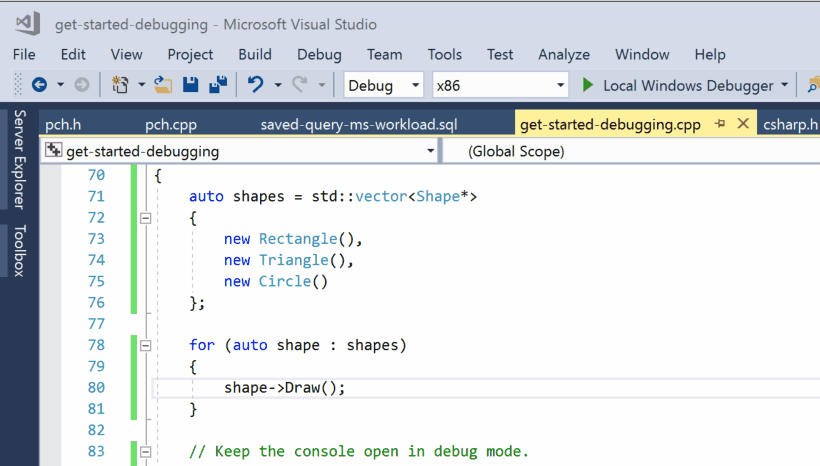 get-started-debugging - Microsoft Visual Studio
File Edit View Project Build Debug Team Tools Test Analyze Window Help
Debug x86 Local Windows Debugger
Server Explorer
Toolbox
pch.h pch.cpp saved-query-ms-workload.sql get-started-debugging.cpp csharp.h
get-started-debugging (Global Scope)
70 {
71 auto shapes = std::vector<Shape*>
72 {
73 new Rectangle(),
74 new Triangle(),
75 new Circle()
76 };
77
78 for (auto shape : shapes)
79 {
80 shape->Draw();
81 }
82
83 // Keep the console open in debug mode.